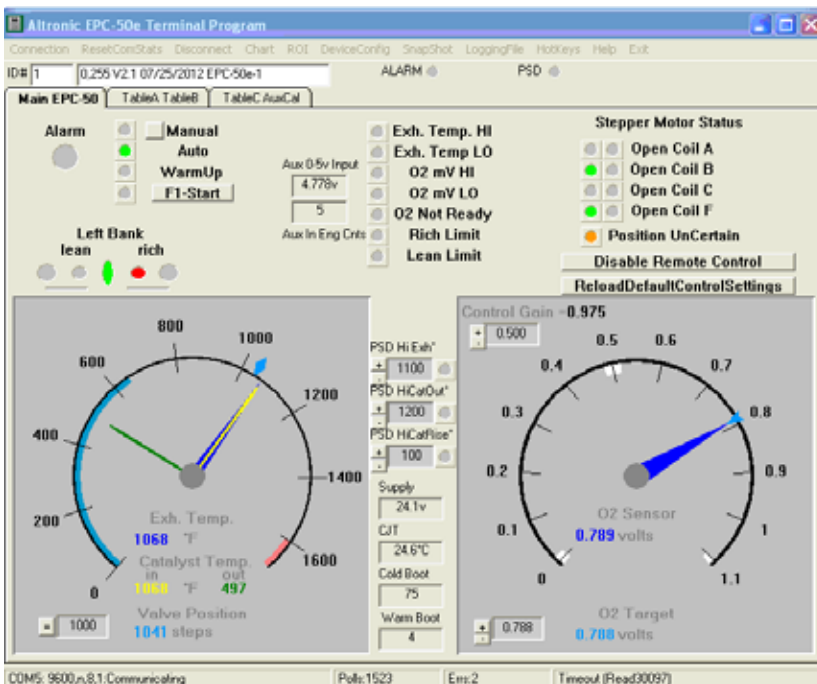 Altronic EPC-50e Terminal Program
Connection ResetComStats Disconnect Chart ROI DeviceConfig SnapShot LoggingFile HotKeys Help Exit
ID# 1 0,255 V2.1 07/25/2012 EPC-50e-1 ALARM PSD
Main EPC-50 TableA TableB TableC AuxCal
Alarm
Manual
Auto
WarmUp
F1-Start
Left Bank
lean rich
Aux 0-5v Input
4.778v
5
Aux In Eng Cnts
Exh. Temp. HI
Exh. Temp LO
O2 mV HI
O2 mV LO
O2 Not Ready
Rich Limit
Lean Limit
Stepper Motor Status
Open Coil A
Open Coil B
Open Coil C
Open Coil F
Position UnCertain
Disable Remote Control
ReloadDefaultControlSettings
0 200 400 600 800 1000 1200 1400 1600
Exh. Temp.
1068 °F
Catalyst Temp.
in out
1068 °F 497
Valve Position
= 1000 1041 steps
PSD Hi Exh°
+ 1100
-
PSD HiCatOut°
+ 1200
-
PSD HiCatRise°
+ 100
-
Supply
24.1v
CJT
24.6°C
Cold Boot
75
Warm Boot
4
Control Gain =0.975
+ 0.500
-
0 0.1 0.2 0.3 0.4 0.5 0.6 0.7 0.8 0.9 1 1.1
O2 Sensor
0.789 volts
O2 Target
+ 0.788 0.788 volts
-
COM5: 9600,n,8,1:Communicating Polls:1523 Errs:2 Timeout (Read30097)